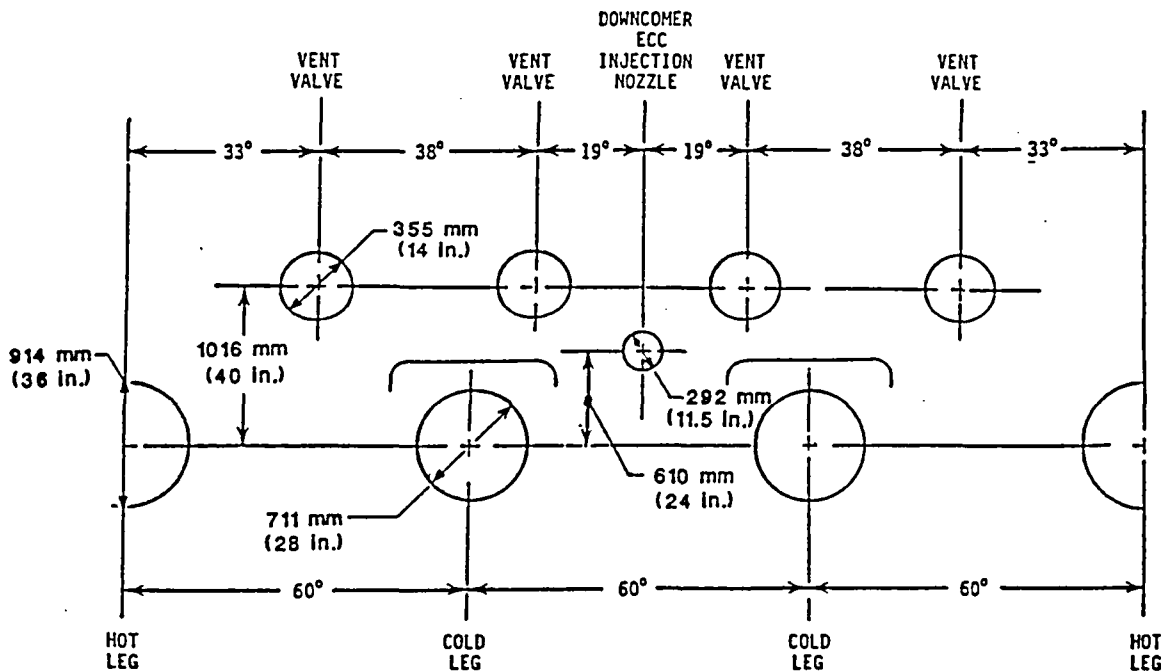 DOWNCOMER
ECC
INJECTION
NOZZLE
VENT
VALVE
VENT
VALVE
VENT
VALVE
VENT
VALVE
33°
38°
19°
19°
38°
33°
355 mm
(14 in.)
914 mm
(36 in.)
1016 mm
(40 in.)
292 mm
(11.5 in.)
610 mm
(24 in.)
711 mm
(28 in.)
60°
60°
60°
HOT
LEG
COLD
LEG
COLD
LEG
HOT
LEG